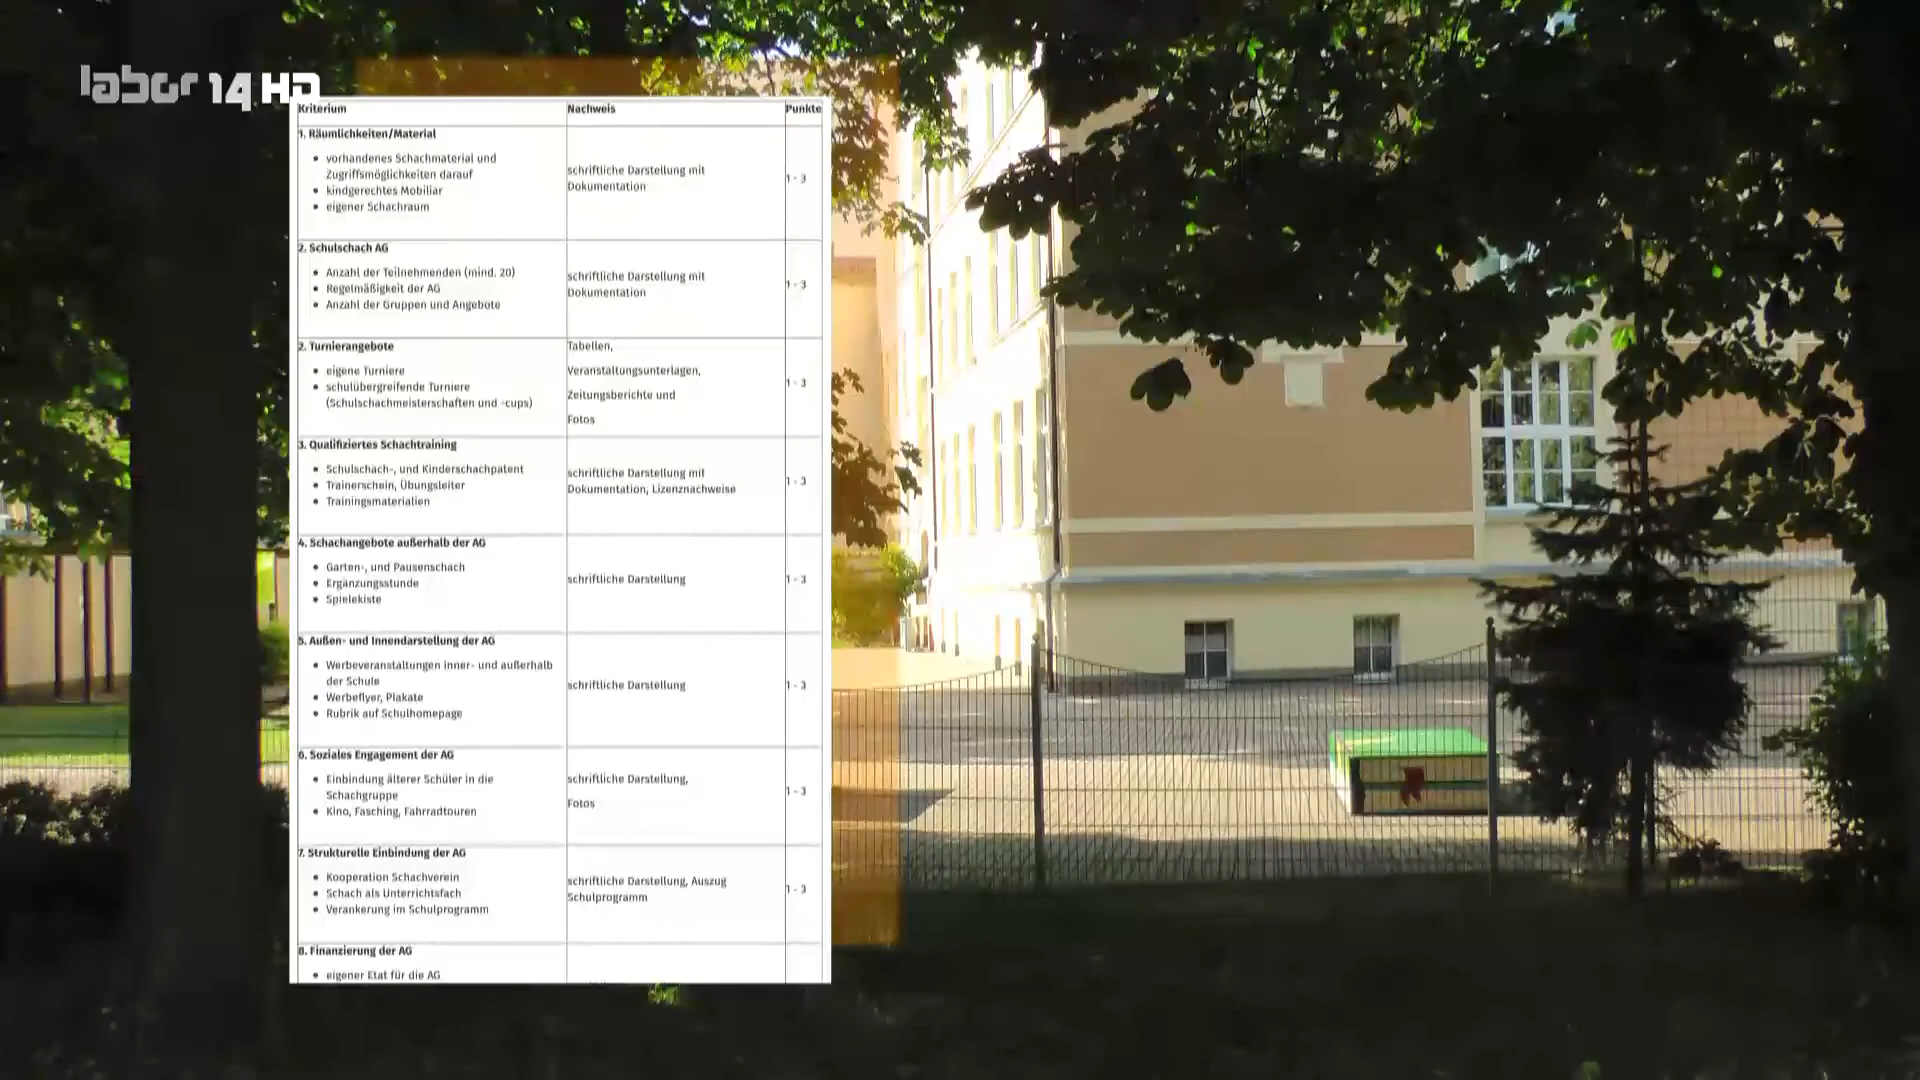 labor 14 HD
Kriterium Nachweis Punkte
1. Räumlichkeiten/Material
vorhandenes Schachmaterial und
Zugriffsmöglichkeiten darauf
kindgerechtes Mobiliar
eigener Schachraum
schriftliche Darstellung mit
Dokumentation
1 - 3
2. Schulschach AG
Anzahl der Teilnehmenden (mind. 20)
Regelmäßigkeit der AG
Anzahl der Gruppen und Angebote
schriftliche Darstellung mit
Dokumentation
1 - 3
2. Turnierangebote
eigene Turniere
schulübergreifende Turniere
(Schulschachmeisterschaften und -cups)
Tabellen,
Veranstaltungsunterlagen,
Zeitungsberichte und
Fotos
1 - 3
3. Qualifiziertes Schachtraining
Schulschach-, und Kinderschachpatent
Trainerschein, Übungsleiter
Trainingsmaterialien
schriftliche Darstellung mit
Dokumentation, Lizenznachweise
1 - 3
4. Schachangebote außerhalb der AG
Garten-, und Pausenschach
Ergänzungsstunde
Spielekiste
schriftliche Darstellung
1 - 3
5. Außen- und Innendarstellung der AG
Werbeveranstaltungen inner- und außerhalb
der Schule
Werbeflyer, Plakate
Rubrik auf Schulhomepage
schriftliche Darstellung
1 - 3
6. Soziales Engagement der AG
Einbindung älterer Schüler in die
Schachgruppe
Kino, Fasching, Fahrradtouren
schriftliche Darstellung,
Fotos
1 - 3
7. Strukturelle Einbindung der AG
Kooperation Schachverein
Schach als Unterrichtsfach
Verankerung im Schulprogramm
schriftliche Darstellung, Auszug
Schulprogramm
1 - 3
8. Finanzierung der AG
eigener Etat für die AG